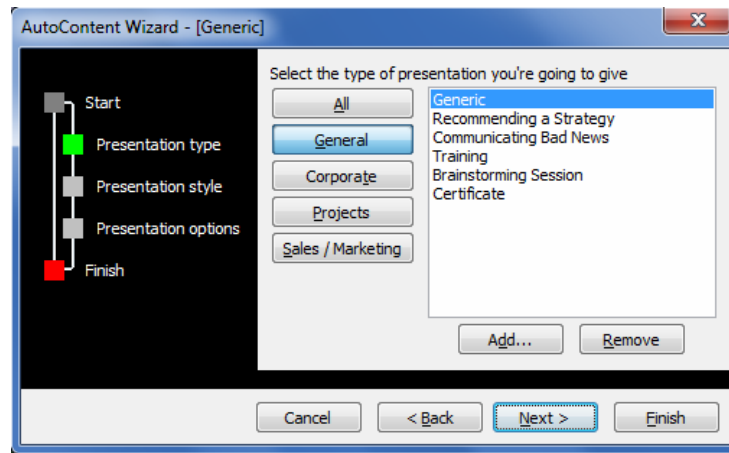 AutoContent Wizard - [Generic]
X
Select the type of presentation you're going to give
Start
Presentation type
Presentation style
Presentation options
Finish
All
General
Corporate
Projects
Sales / Marketing
Generic
Recommending a Strategy
Communicating Bad News
Training
Brainstorming Session
Certificate
Add...
Remove
Cancel
< Back
Next >
Finish